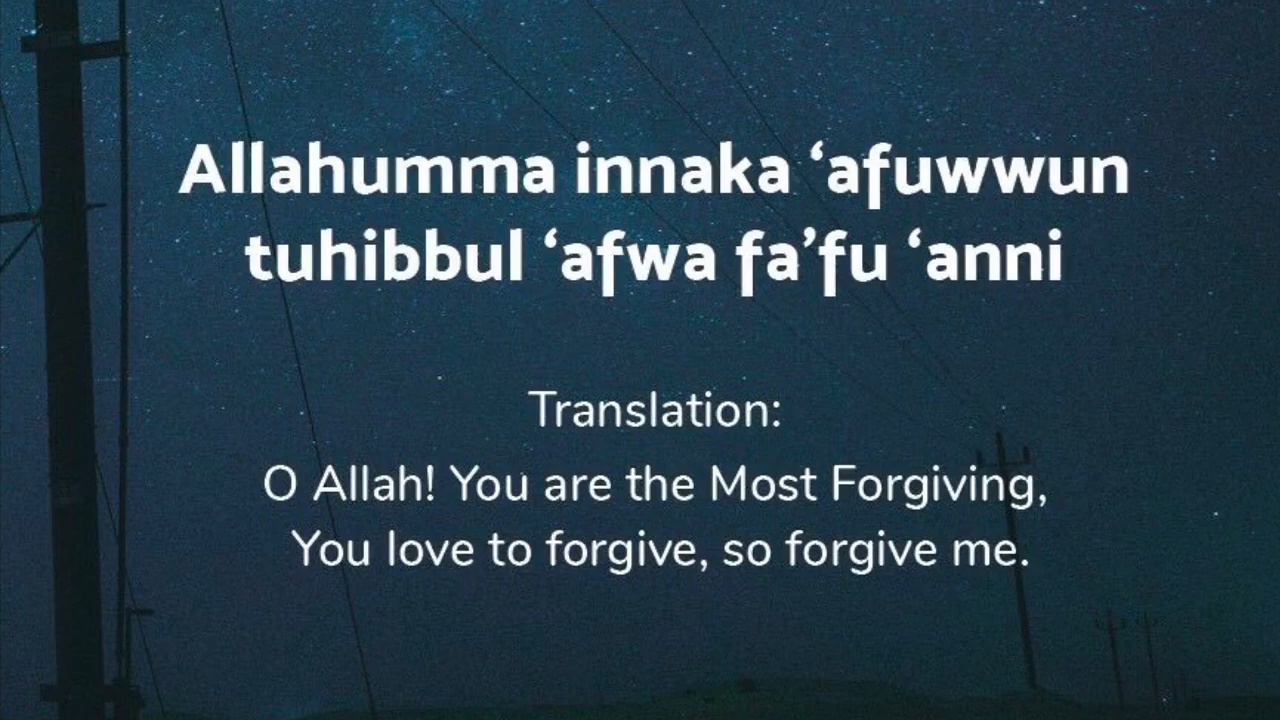 Allahumma innaka ‘afuwwun
tuhibbul ‘afwa fa’fu ‘anni
Translation:
O Allah! You are the Most Forgiving,
You love to forgive, so forgive me.